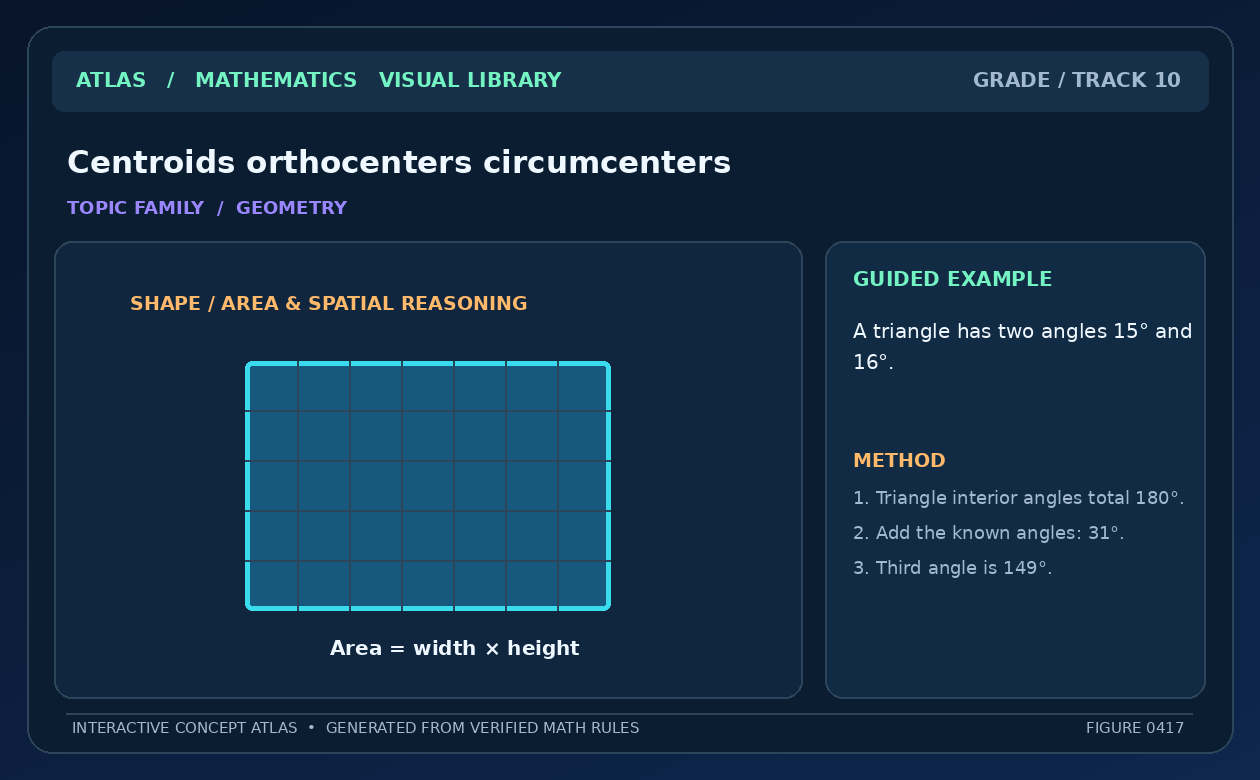 ATLAS / MATHEMATICS VISUAL LIBRARY
GRADE / TRACK 10
Centroids orthocenters circumcenters
TOPIC FAMILY / GEOMETRY
SHAPE / AREA & SPATIAL REASONING
Area = width × height
GUIDED EXAMPLE
A triangle has two angles 15° and
16°.
METHOD
1. Triangle interior angles total 180°.
2. Add the known angles: 31°.
3. Third angle is 149°.
INTERACTIVE CONCEPT ATLAS • GENERATED FROM VERIFIED MATH RULES
FIGURE 0417